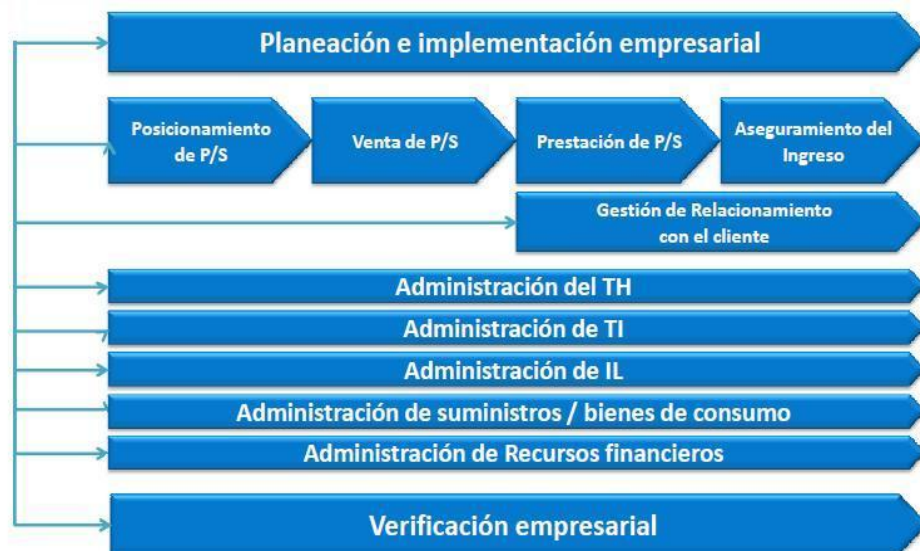 Planeación e implementación empresarial
Posicionamiento
de P/S
Venta de P/S
Prestación de P/S
Aseguramiento del
Ingreso
Gestión de Relacionamiento
con el cliente
Administración del TH
Administración de TI
Administración de IL
Administración de suministros / bienes de consumo
Administración de Recursos financieros
Verificación empresarial